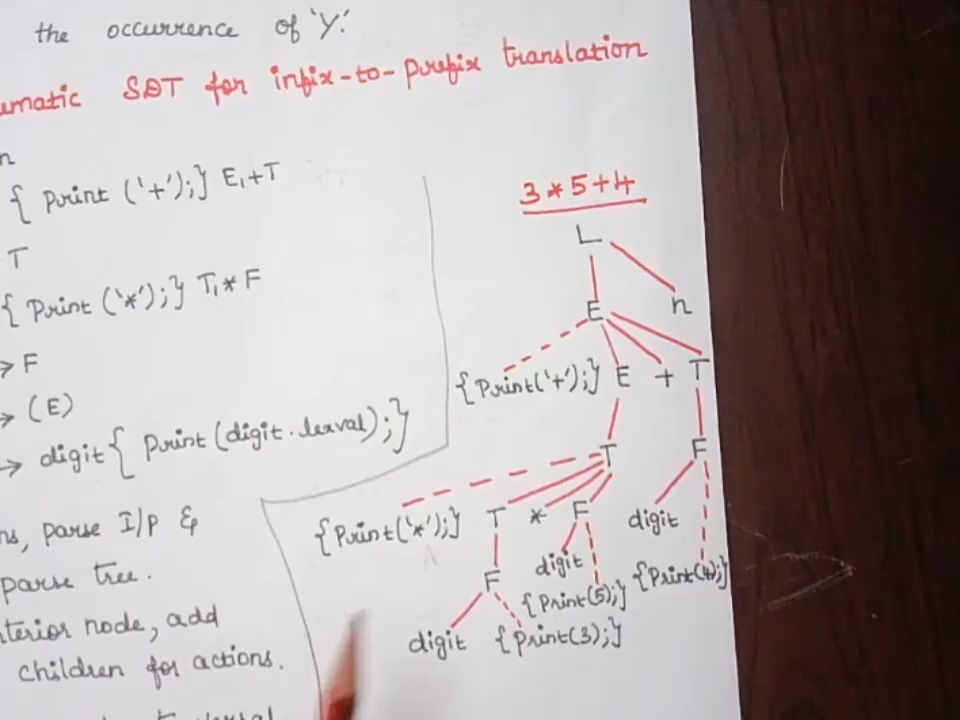 the occurrence of 'Y'.
SDT for infix-to-prefix translation
n
{ Print ('+'); } E₁+T
T
{ Print ('*'); } T₁ * F
→ F
→ (E)
→ digit { Print (digit.lexval); }
parse I/p &
parse tree.
node, add
children for actions.
3 * 5 + 4
L
E n
{Print('+');} E + T
T F
{Print('*');} T * F digit
F digit {Print(5);} {Print(4);}
digit {Print(3);}